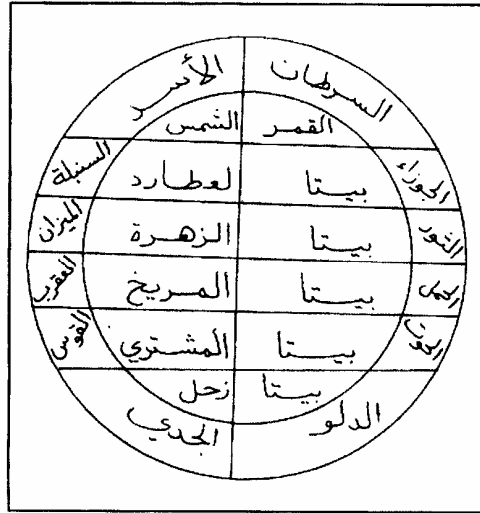 السرطان الأسد
القمر الشمس
الجوزاء بيتا لعطارد السنبلة
الثور بيتا الزهرة الميزان
الحمل بيتا المريخ العقرب
الحوت بيتا المشتري القوس
بيتا زحل
الدلو الجدي